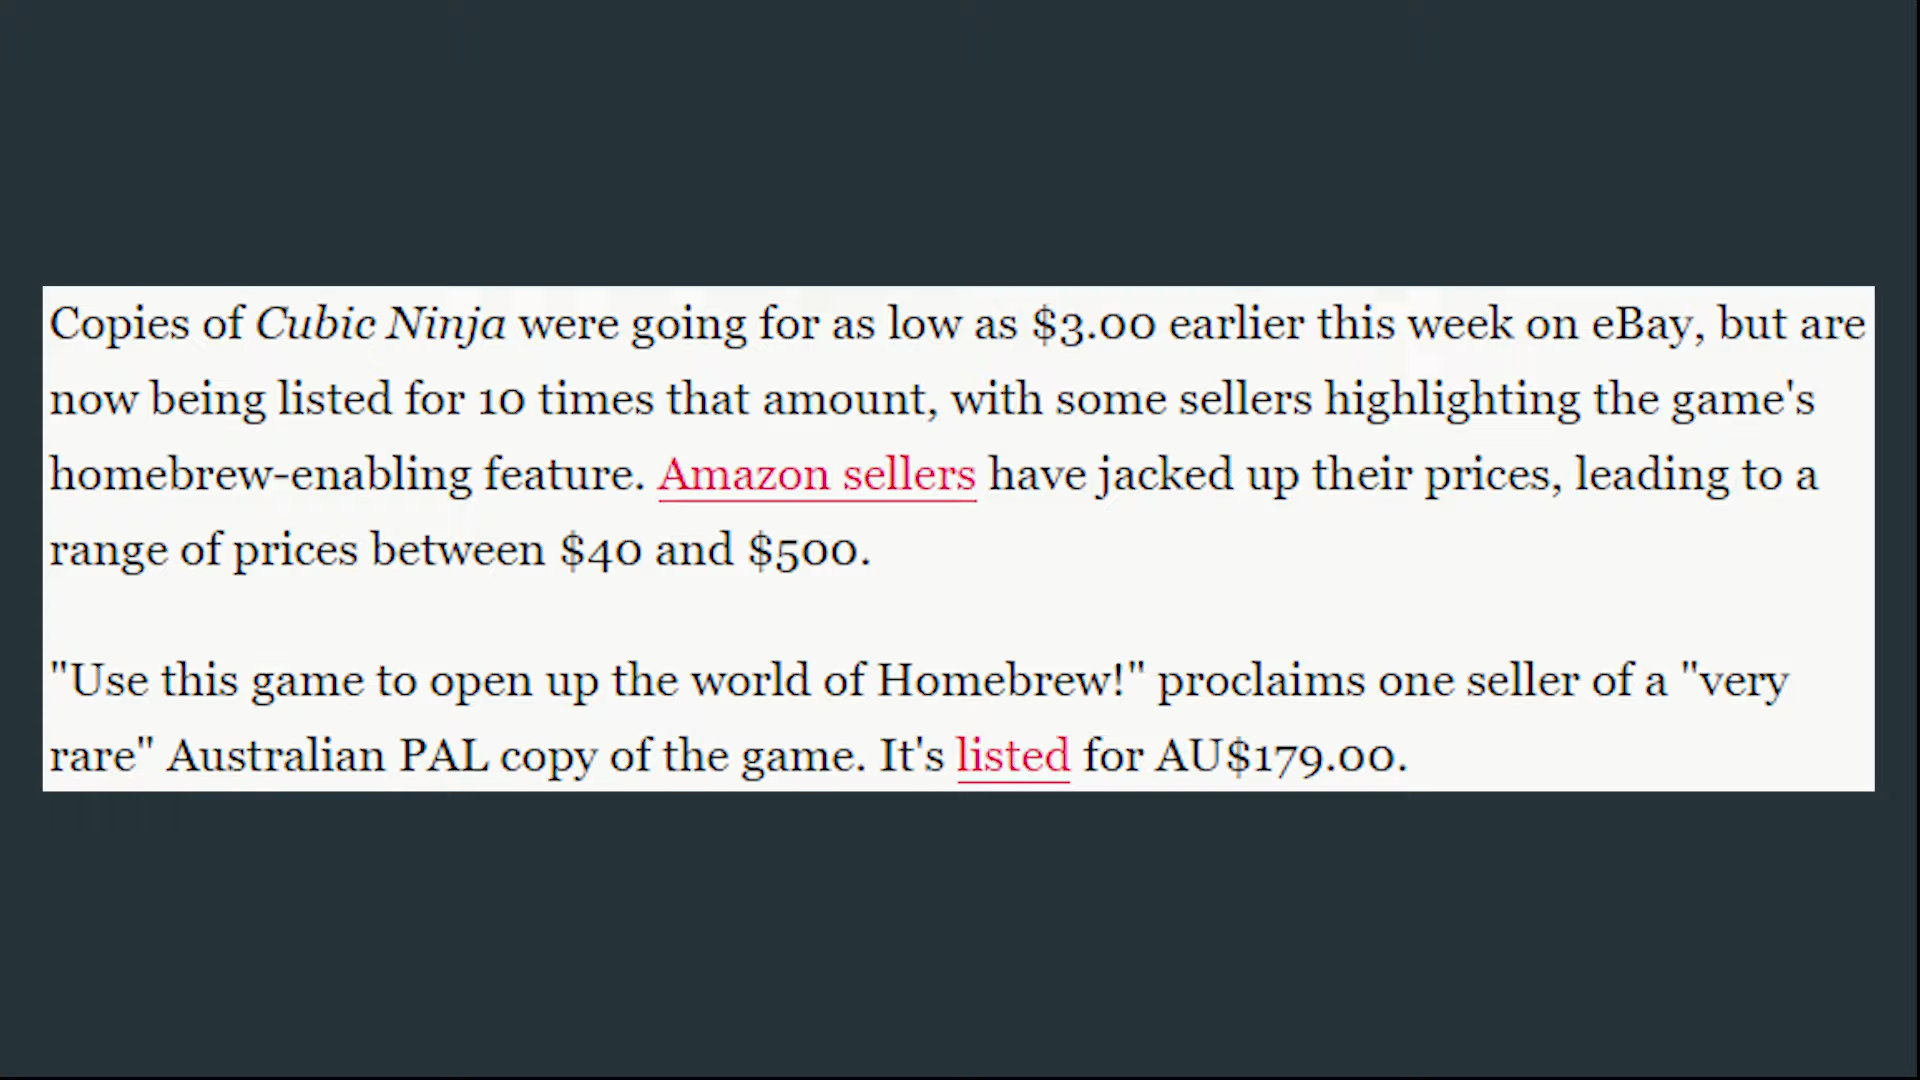 Copies of Cubic Ninja were going for as low as $3.00 earlier this week on eBay, but are
now being listed for 10 times that amount, with some sellers highlighting the game's
homebrew-enabling feature. Amazon sellers have jacked up their prices, leading to a
range of prices between $40 and $500.
"Use this game to open up the world of Homebrew!" proclaims one seller of a "very
rare" Australian PAL copy of the game. It's listed for AU$179.00.